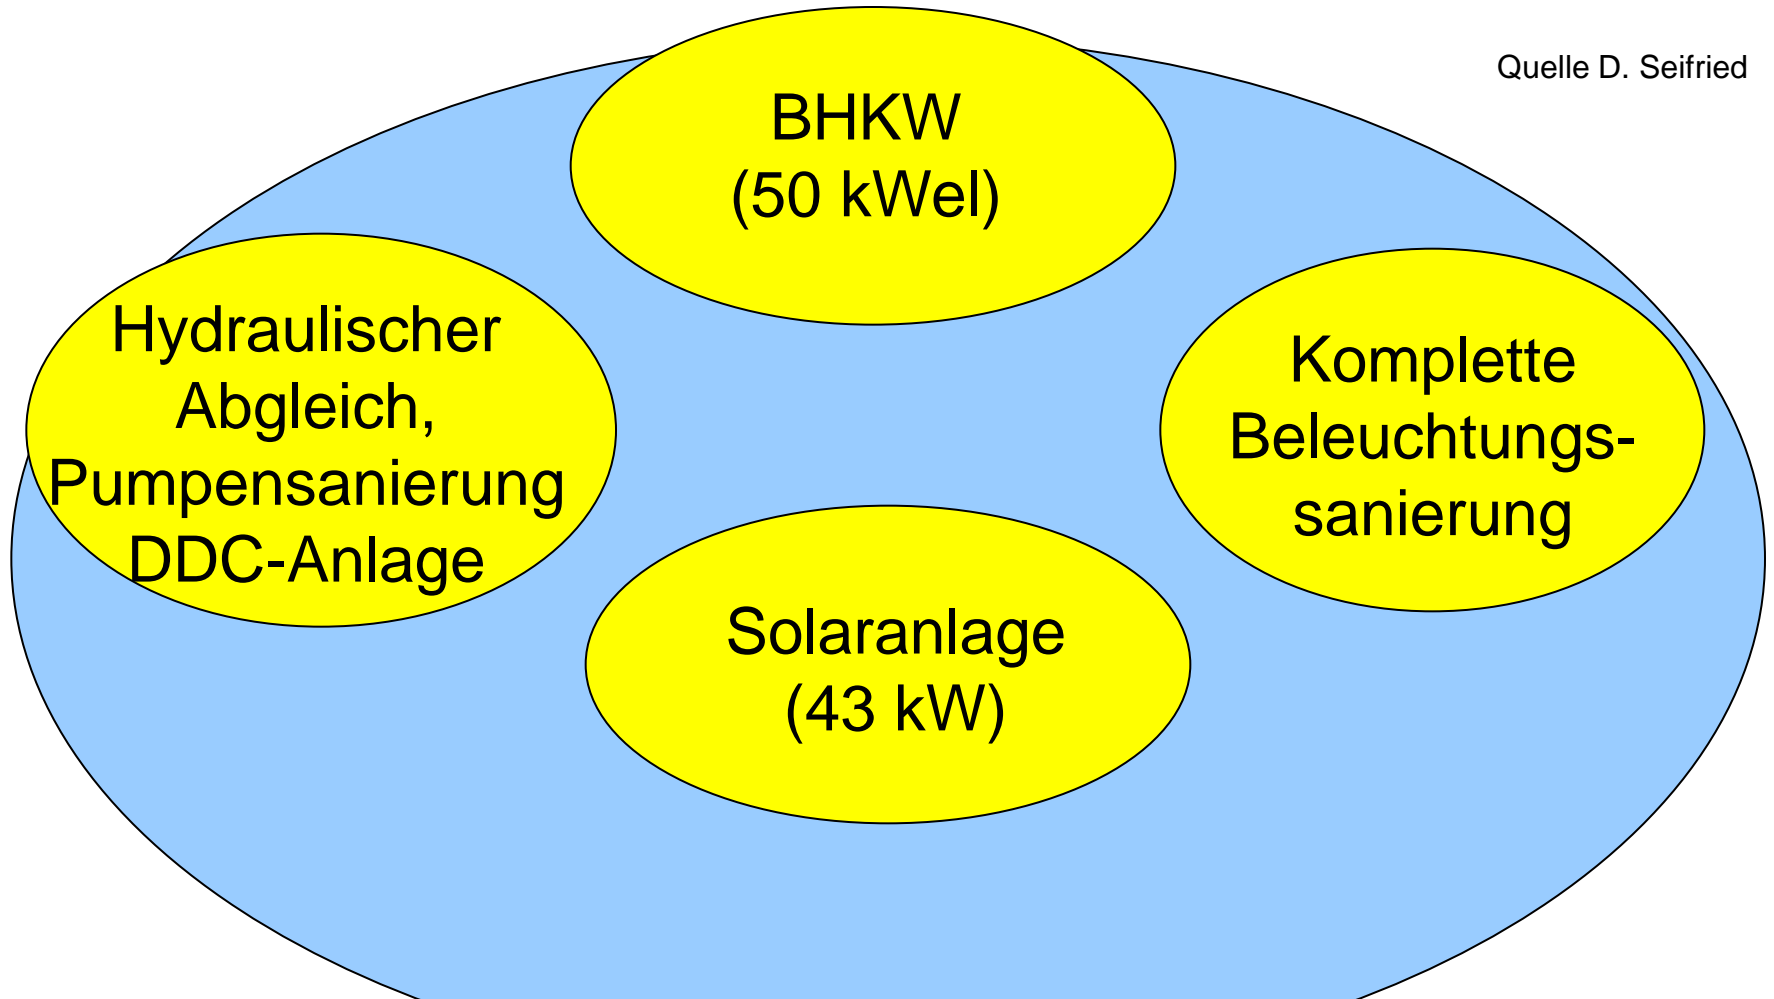 Quelle D. Seifried
BHKW
(50 kWel)
Hydraulischer
Abgleich,
Pumpensanierung
DDC-Anlage
Komplette
Beleuchtungs-
sanierung
Solaranlage
(43 kW)